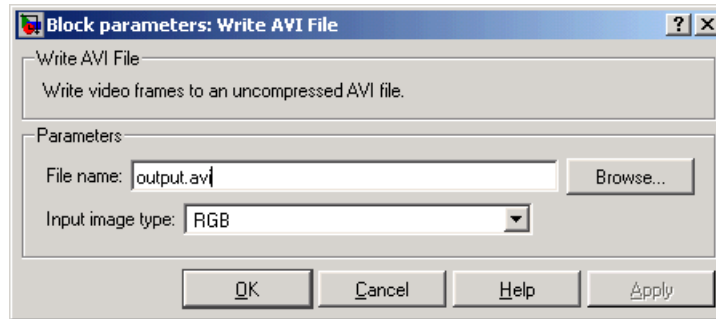 Block parameters: Write AVI File ? X
Write AVI File
Write video frames to an uncompressed AVI file.
Parameters
File name: output.avi Browse...
Input image type: RGB
OK Cancel Help Apply